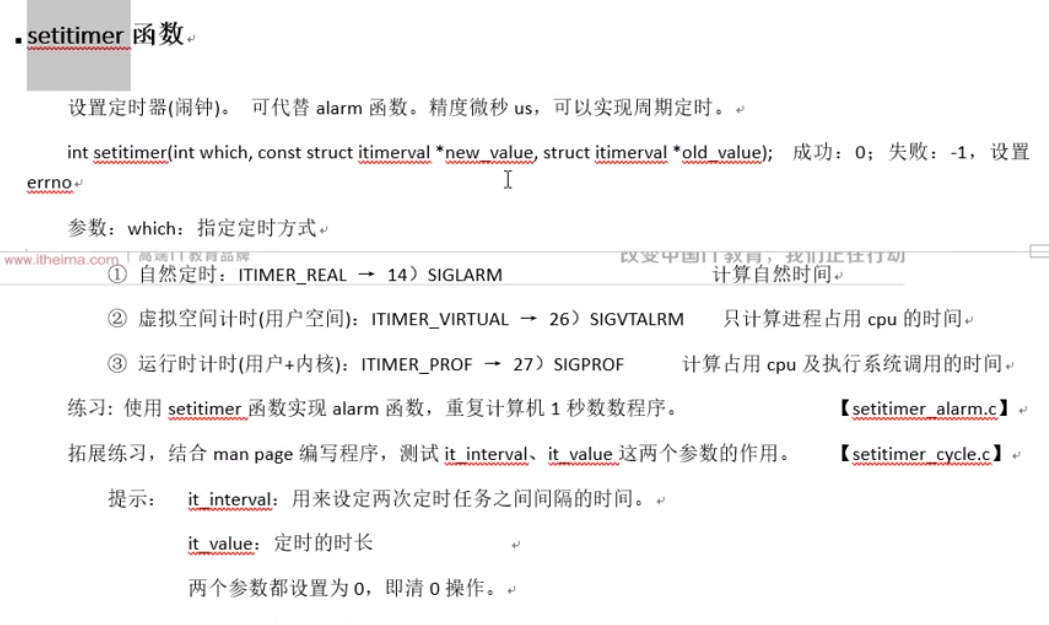 setitimer 函数
设置定时器(闹钟)。 可代替 alarm 函数。精度微秒 us，可以实现周期定时。
int setitimer(int which, const struct itimerval *new_value, struct itimerval *old_value); 成功：0；失败：-1，设置
errno
参数：which：指定定时方式
www.itheima.com | 高端IT教育品牌 改变中国IT教育，我们正在行动
① 自然定时：ITIMER_REAL → 14）SIGLARM 计算自然时间
② 虚拟空间计时(用户空间)：ITIMER_VIRTUAL → 26）SIGVTALRM 只计算进程占用 cpu 的时间
③ 运行时计时(用户+内核)：ITIMER_PROF → 27）SIGPROF 计算占用 cpu 及执行系统调用的时间
练习: 使用 setitimer 函数实现 alarm 函数，重复计算机 1 秒数数程序。 【setitimer_alarm.c】
拓展练习，结合 man page 编写程序，测试 it_interval、it_value 这两个参数的作用。 【setitimer_cycle.c】
提示： it_interval：用来设定两次定时任务之间间隔的时间。
it_value：定时的时长
两个参数都设置为 0，即清 0 操作。